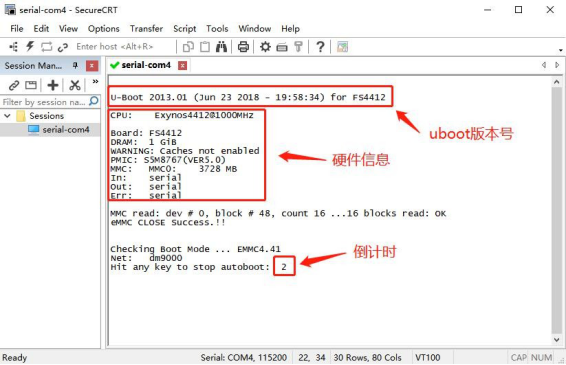 serial-com4 - SecureCRT
File Edit View Options Transfer Script Tools Window Help
Enter host <Alt+R>
Session Man...
serial-com4
Filter by session na...
Sessions
serial-com4
U-Boot 2013.01 (Jun 23 2018 - 19:58:34) for FS4412
uboot版本号
CPU: Exynos4412@1000MHz
Board: FS4412
DRAM: 1 GiB
WARNING: Caches not enabled
PMIC: S5M8767(VER5.0)
MMC: MMC0: 3728 MB
In: serial
Out: serial
Err: serial
硬件信息
MMC read: dev # 0, block # 48, count 16 ...16 blocks read: OK
eMMC CLOSE Success.!!
Checking Boot Mode ... EMMC4.41
Net: dm9000
Hit any key to stop autoboot: 2
倒计时
Ready
Serial: COM4, 115200 22, 34 30 Rows, 80 Cols VT100 CAP NUM